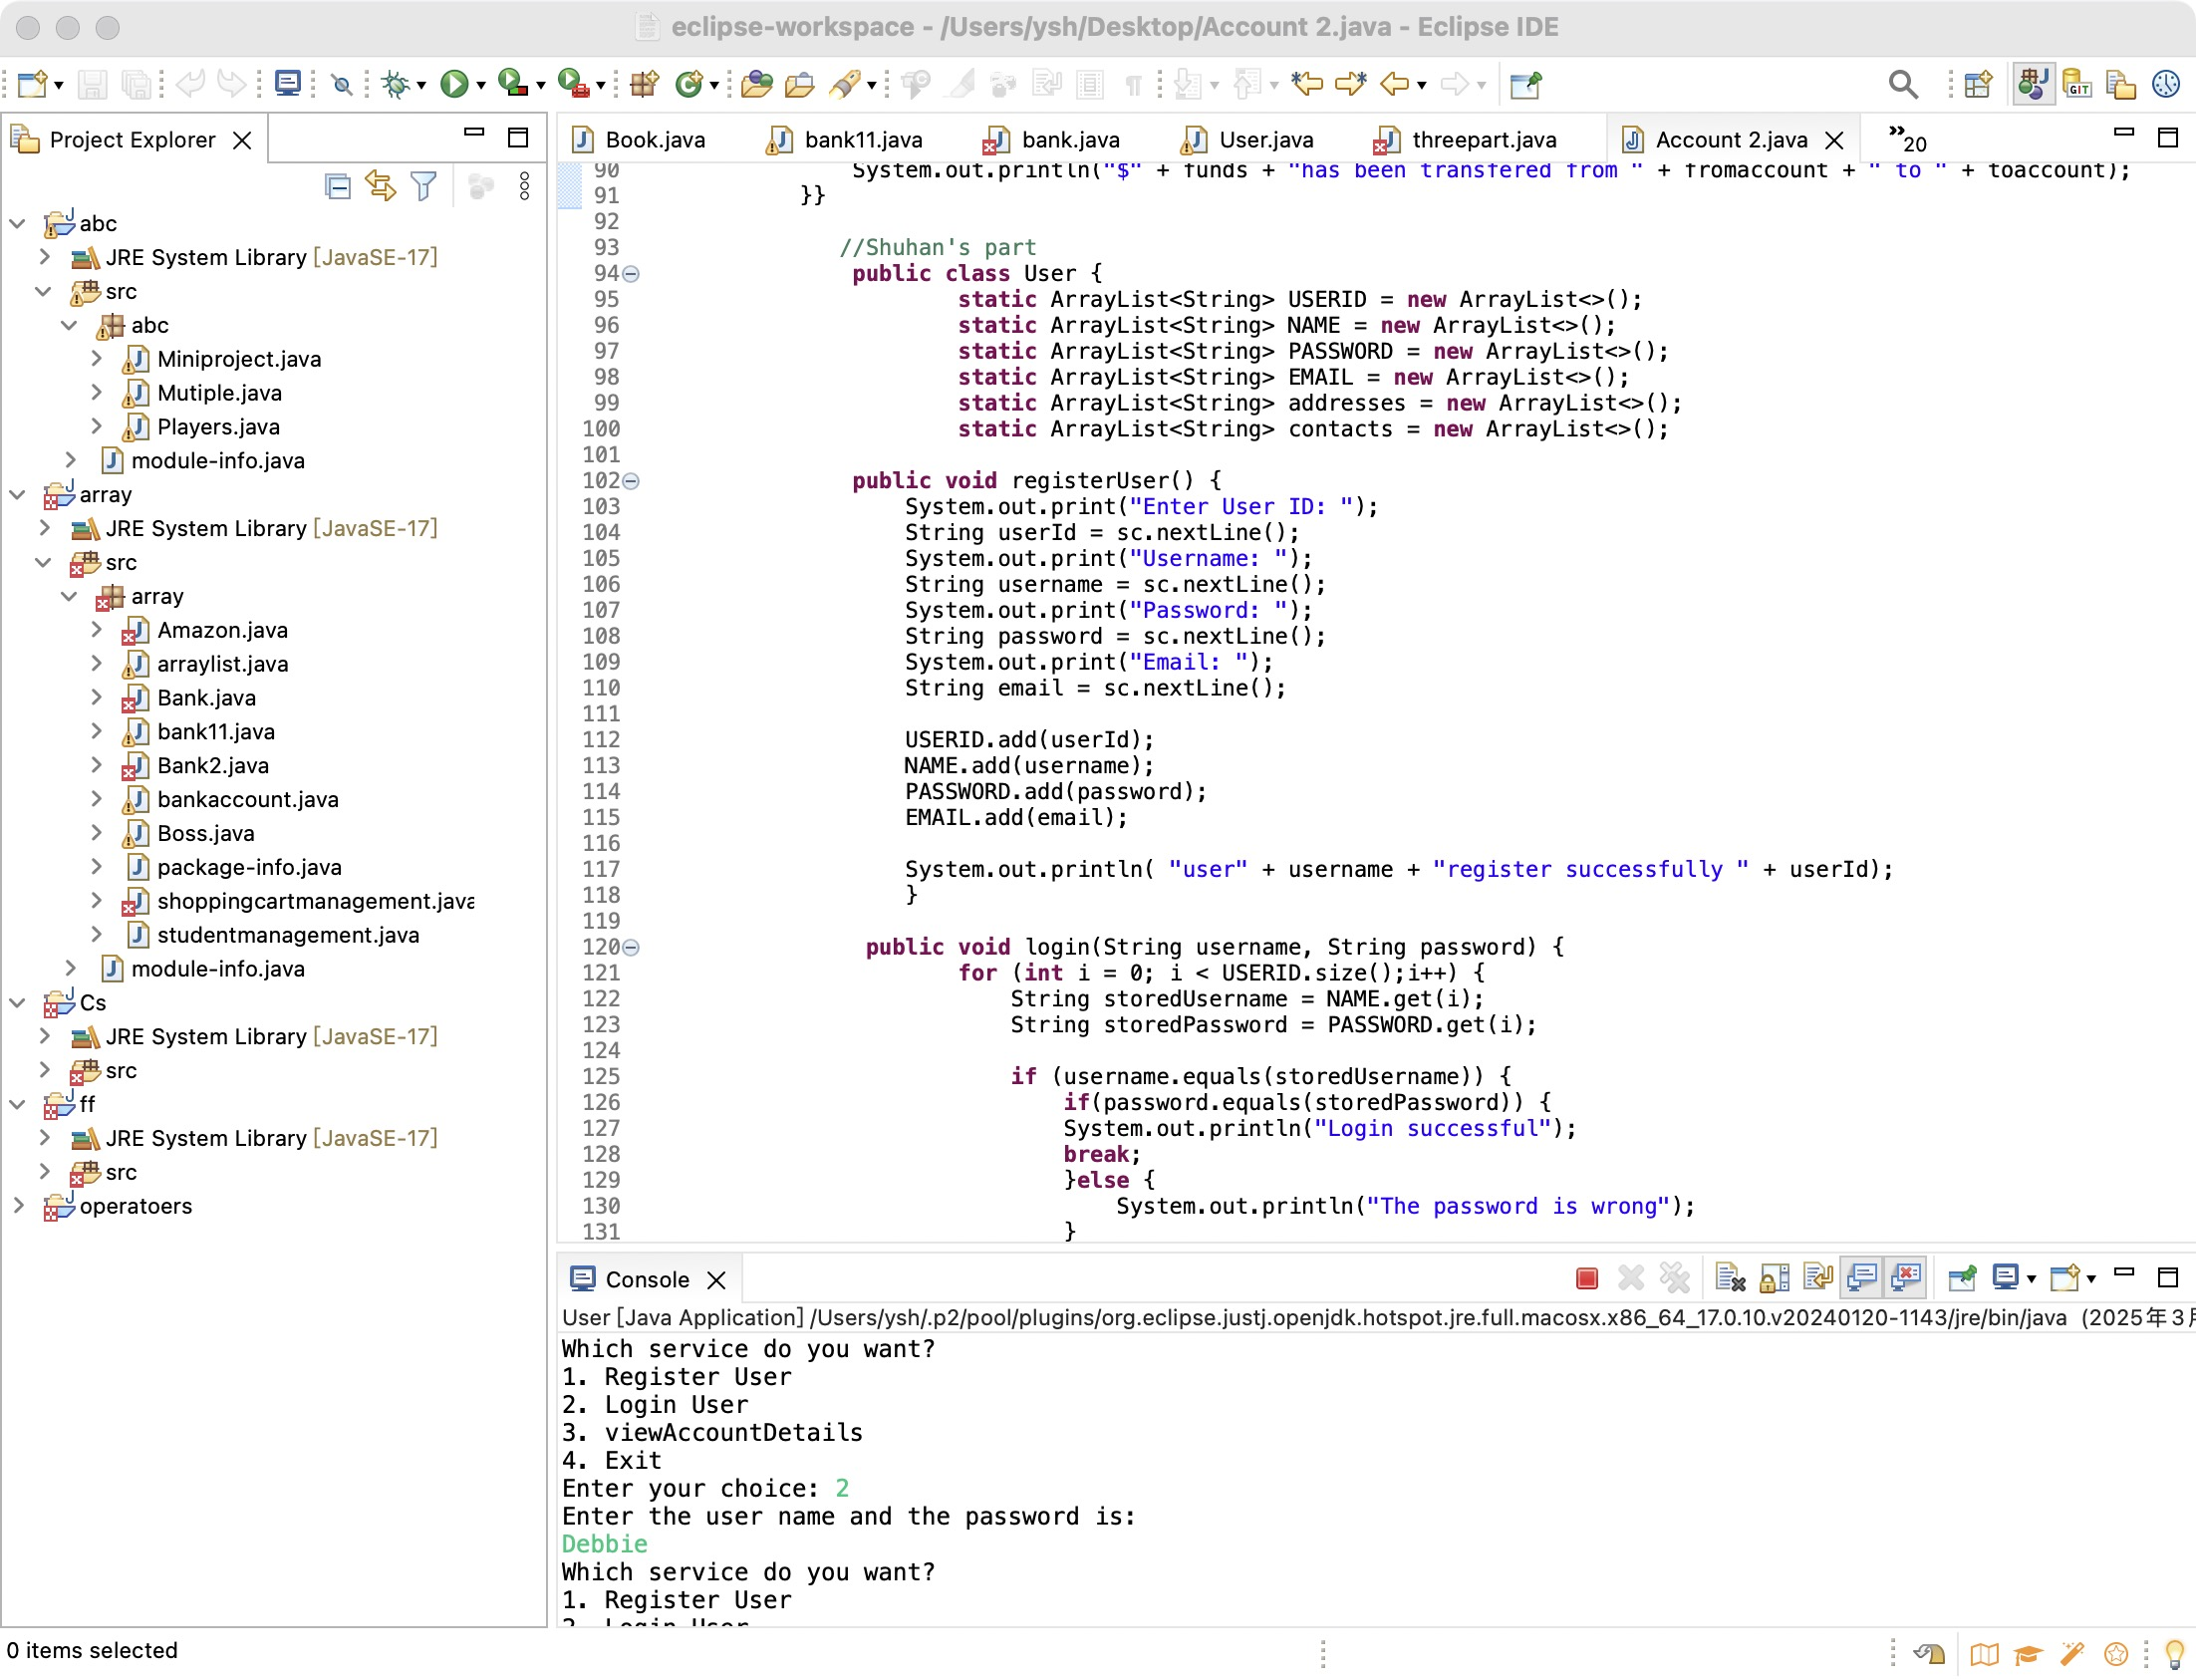 eclipse-workspace - /Users/ysh/Desktop/Account 2.java - Eclipse IDE
GIT
Project Explorer
abc
JRE System Library [JavaSE-17]
src
abc
Miniproject.java
Mutiple.java
Players.java
module-info.java
array
JRE System Library [JavaSE-17]
src
array
Amazon.java
arraylist.java
Bank.java
bank11.java
Bank2.java
bankaccount.java
Boss.java
package-info.java
shoppingcartmanagement.java
studentmanagement.java
module-info.java
Cs
JRE System Library [JavaSE-17]
src
ff
JRE System Library [JavaSE-17]
src
operatoers
Book.java bank11.java bank.java User.java threepart.java Account 2.java »20
90 System.out.println("$" + funds + "has been transfered from " + fromaccount + " to " + toaccount);
91 }}
92
93 //Shuhan's part
94 public class User {
95 static ArrayList<String> USERID = new ArrayList<>();
96 static ArrayList<String> NAME = new ArrayList<>();
97 static ArrayList<String> PASSWORD = new ArrayList<>();
98 static ArrayList<String> EMAIL = new ArrayList<>();
99 static ArrayList<String> addresses = new ArrayList<>();
100 static ArrayList<String> contacts = new ArrayList<>();
101
102 public void registerUser() {
103 System.out.print("Enter User ID: ");
104 String userId = sc.nextLine();
105 System.out.print("Username: ");
106 String username = sc.nextLine();
107 System.out.print("Password: ");
108 String password = sc.nextLine();
109 System.out.print("Email: ");
110 String email = sc.nextLine();
111
112 USERID.add(userId);
113 NAME.add(username);
114 PASSWORD.add(password);
115 EMAIL.add(email);
116
117 System.out.println( "user" + username + "register successfully " + userId);
118 }
119
120 public void login(String username, String password) {
121 for (int i = 0; i < USERID.size();i++) {
122 String storedUsername = NAME.get(i);
123 String storedPassword = PASSWORD.get(i);
124
125 if (username.equals(storedUsername)) {
126 if(password.equals(storedPassword)) {
127 System.out.println("Login successful");
128 break;
129 }else {
130 System.out.println("The password is wrong");
131 }
Console
User [Java Application] /Users/ysh/.p2/pool/plugins/org.eclipse.justj.openjdk.hotspot.jre.full.macosx.x86_64_17.0.10.v20240120-1143/jre/bin/java (2025年3月
Which service do you want?
1. Register User
2. Login User
3. viewAccountDetails
4. Exit
Enter your choice: 2
Enter the user name and the password is:
Debbie
Which service do you want?
1. Register User
2. Login User
0 items selected